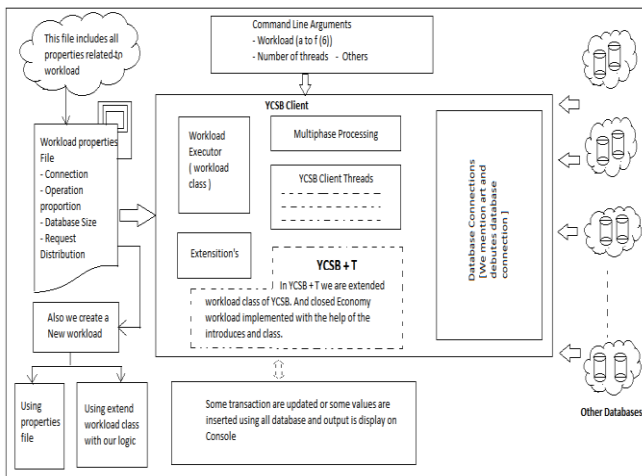 This file includes all
properties related to
workload
Command Line Arguments
- Workload (a to f (6))
- Number of threads - Others
Workload properties
File
- Connection
- Operation
proportion
- Database Size
- Request
Distribution
YCSB Client
Workload
Executor
( workload
class )
Multiphase Processing
YCSB Client Threads
Extensition's
YCSB + T
In YCSB + T we are extended
workload class of YCSB. And closed Economy
workload implemented with the help of the
introduces and class.
Database Connections
[We mention art and
debutes database
connection ]
Also we create a
New workload
Using
properties
file
Using extend
workload class
with our logic
Some transaction are updated or some values are
inserted using all database and output is display on
Console
Other Databases